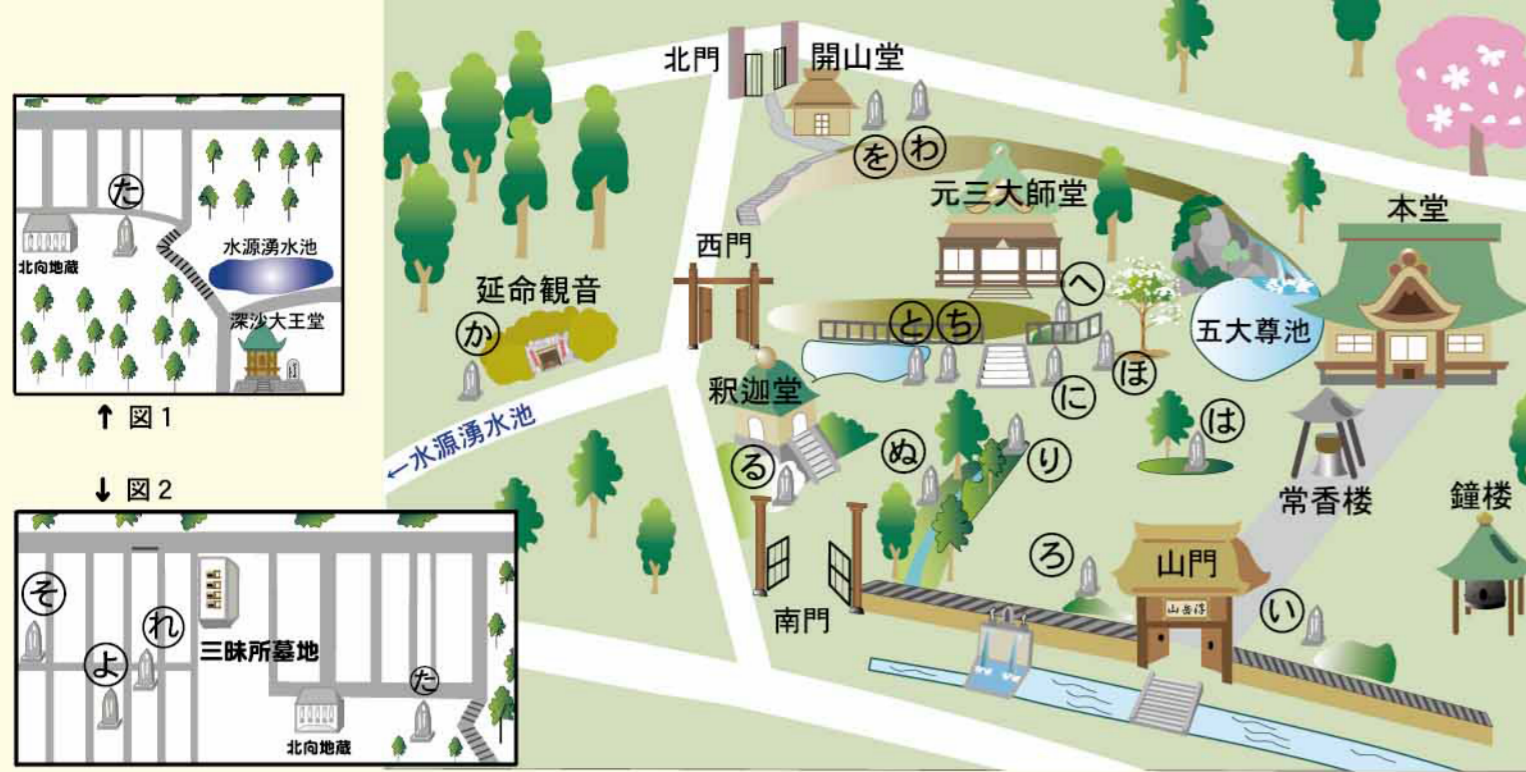 北門
開山堂
を
わ
元三大師堂
本堂
西門
延命観音
か
へ
と
ち
五大尊池
ほ
に
釈迦堂
←水源湧水池
は
る
ぬ
り
常香楼
鐘楼
ろ
山門
い
南門
た
水源湧水池
北向地蔵
深沙大王堂
↑ 図1
↓ 図2
そ
れ
三昧所墓地
よ
た
北向地蔵